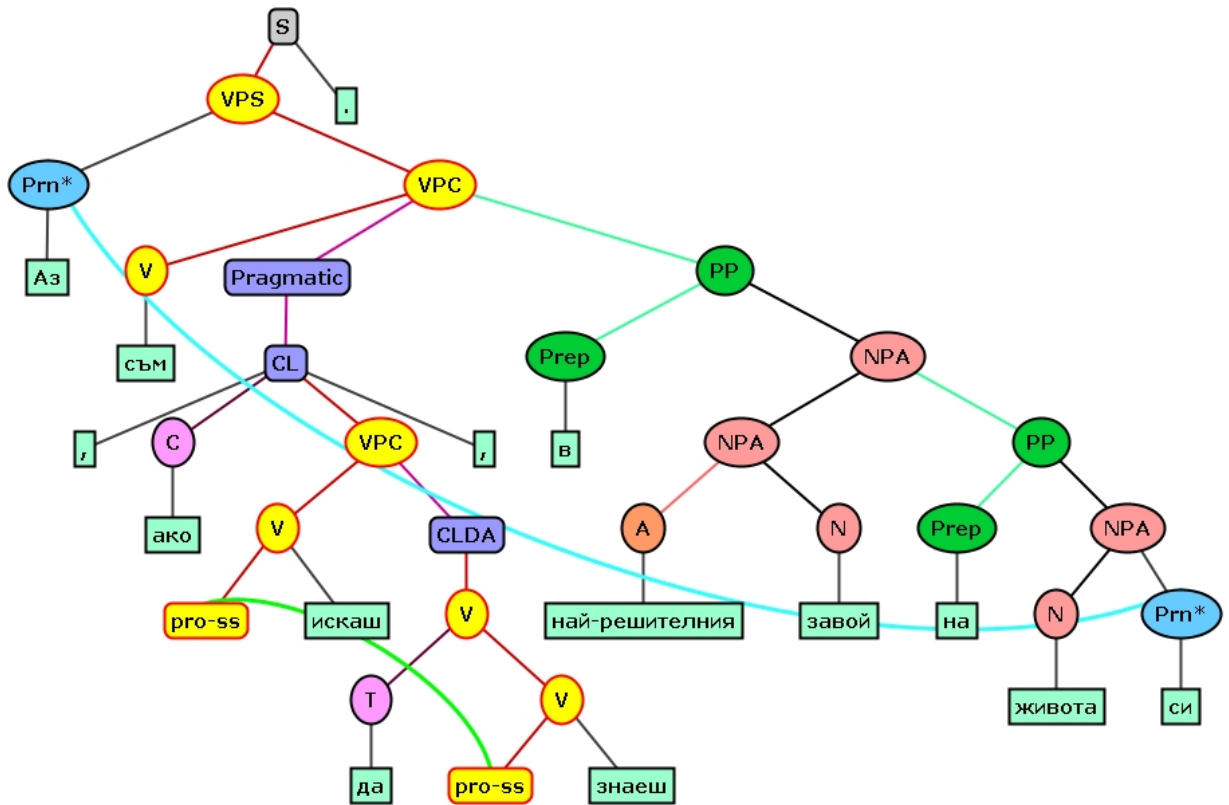 S
VPS
.
Prn* VPC
Аз V Pragmatic PP
съм CL Prep NPA
, C VPC , в NPA PP
ако V CLDA A N Prep NPA
pro-ss искаш V най-решителния завой на N Prn*
T V живота си
да pro-ss знаеш